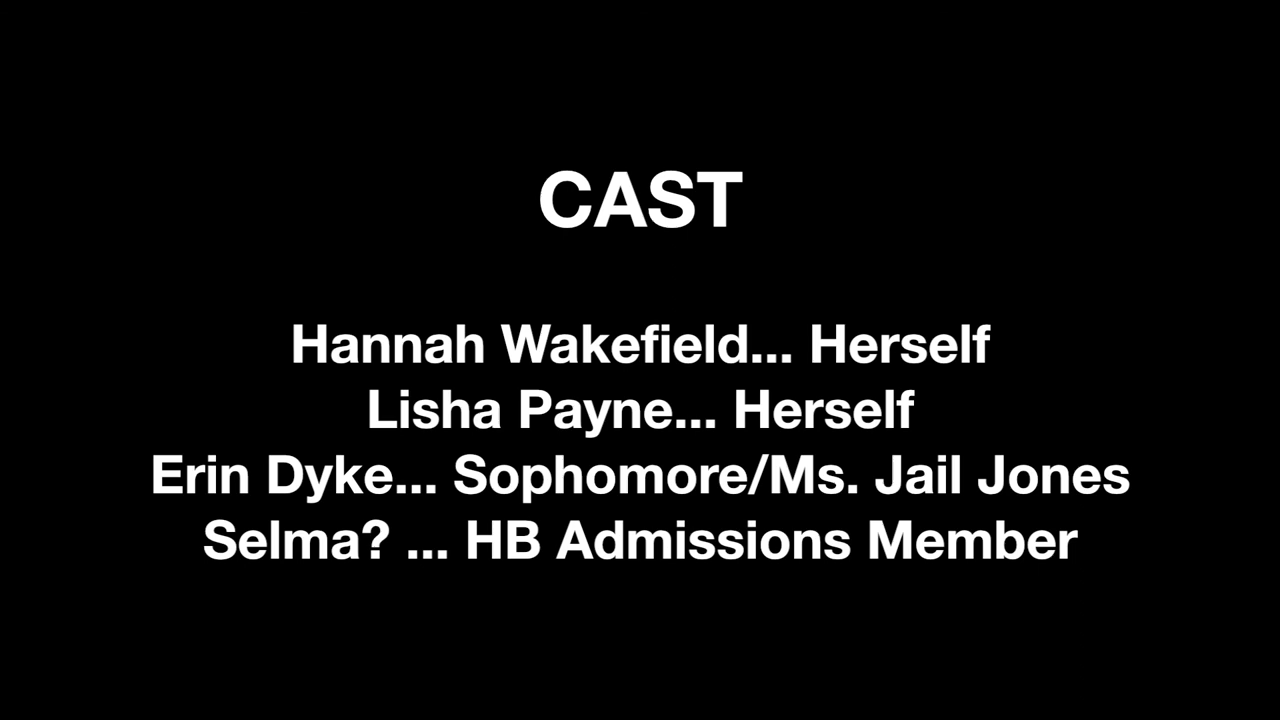 CAST
Hannah Wakefield... Herself
Lisha Payne... Herself
Erin Dyke... Sophomore/Ms. Jail Jones
Selma? ... HB Admissions Member